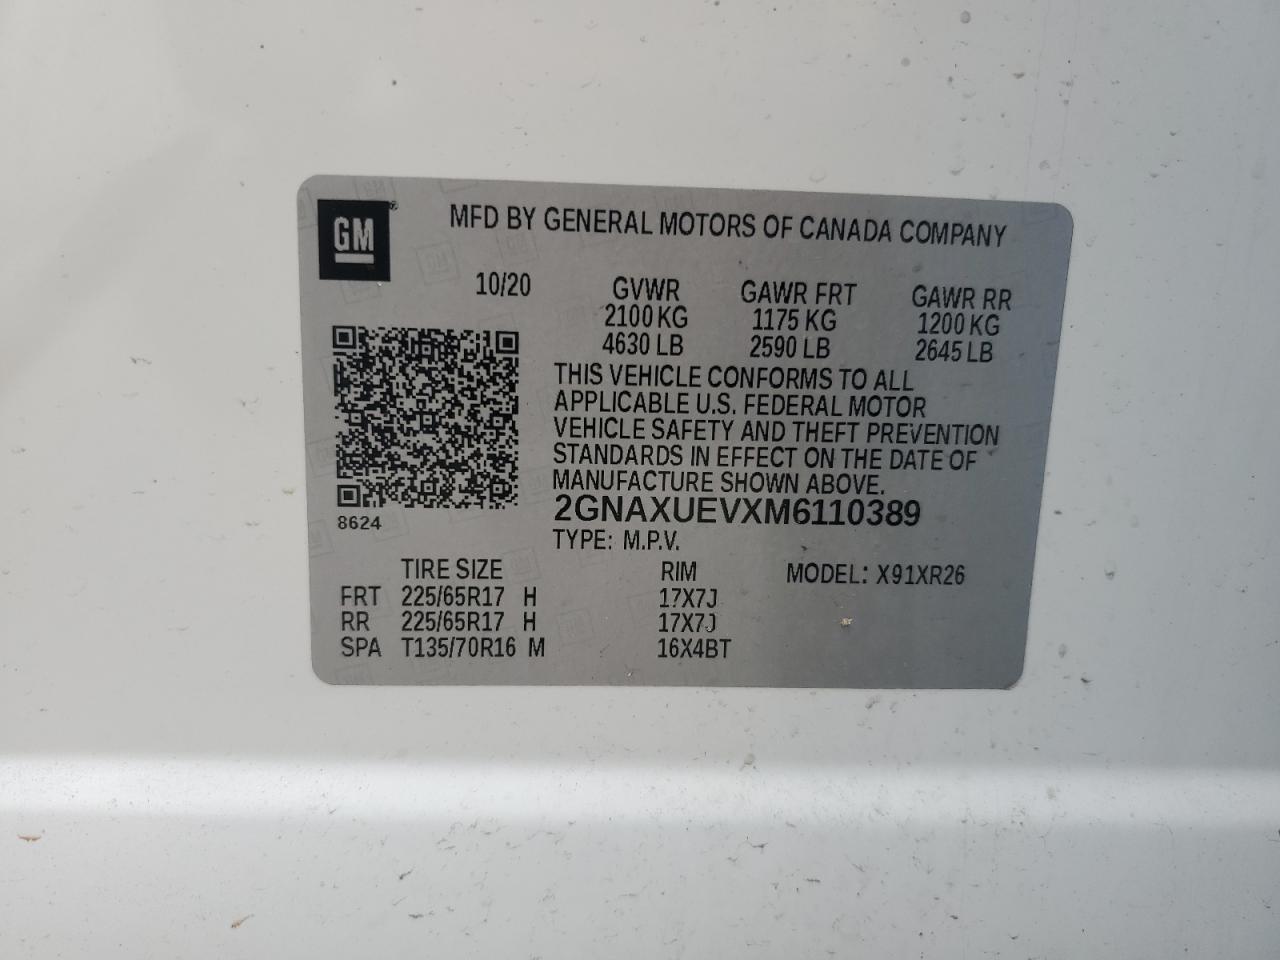 GM
MFD BY GENERAL MOTORS OF CANADA COMPANY
10/20 GVWR GAWR FRT GAWR RR
2100 KG 1175 KG 1200 KG
4630 LB 2590 LB 2645 LB
THIS VEHICLE CONFORMS TO ALL
APPLICABLE U.S. FEDERAL MOTOR
VEHICLE SAFETY AND THEFT PREVENTION
STANDARDS IN EFFECT ON THE DATE OF
MANUFACTURE SHOWN ABOVE.
2GNAXUEVXM6110389
8624
TYPE: M.P.V.
TIRE SIZE RIM MODEL: X91XR26
FRT 225/65R17 H 17X7J
RR 225/65R17 H 17X7J
SPA T135/70R16 M 16X4BT